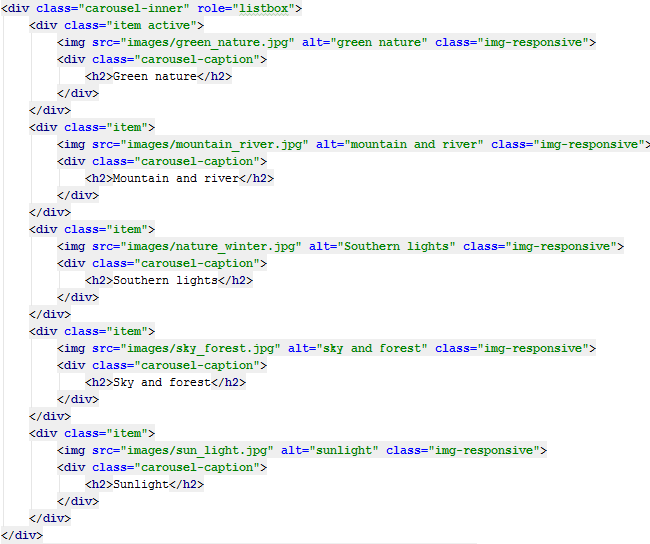 <div class="carousel-inner" role="listbox">
    <div class="item active">
        <img src="images/green_nature.jpg" alt="green nature" class="img-responsive">
        <div class="carousel-caption">
            <h2>Green nature</h2>
        </div>
    </div>
    <div class="item">
        <img src="images/mountain_river.jpg" alt="mountain and river" class="img-responsive">
        <div class="carousel-caption">
            <h2>Mountain and river</h2>
        </div>
    </div>
    <div class="item">
        <img src="images/nature_winter.jpg" alt="Southern lights" class="img-responsive">
        <div class="carousel-caption">
            <h2>Southern lights</h2>
        </div>
    </div>
    <div class="item">
        <img src="images/sky_forest.jpg" alt="sky and forest" class="img-responsive">
        <div class="carousel-caption">
            <h2>Sky and forest</h2>
        </div>
    </div>
    <div class="item">
        <img src="images/sun_light.jpg" alt="sunlight" class="img-responsive">
        <div class="carousel-caption">
            <h2>Sunlight</h2>
        </div>
    </div>
</div>